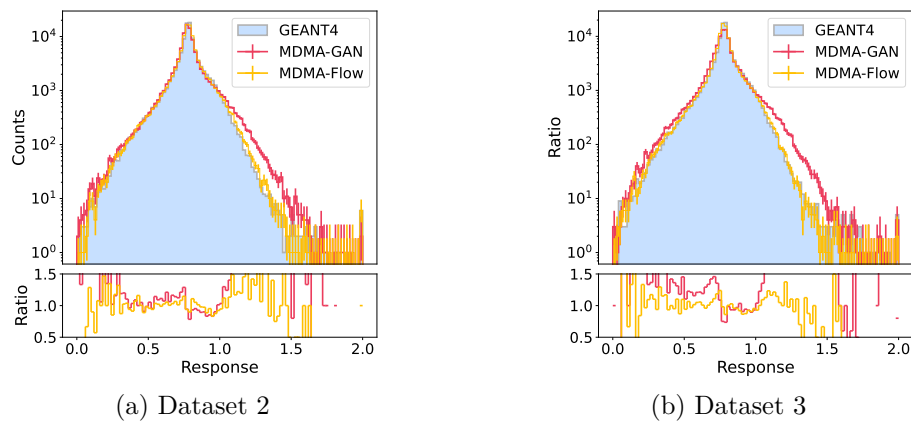 GEANT4
MDMA-GAN
MDMA-Flow
10⁴
10³
10²
10¹
10⁰
Counts
1.5
1.0
0.5
Ratio
0.0 0.5 1.0 1.5 2.0
Response
(a) Dataset 2
GEANT4
MDMA-GAN
MDMA-Flow
10⁴
10³
10²
10¹
10⁰
Ratio
1.5
1.0
0.5
Ratio
0.0 0.5 1.0 1.5 2.0
Response
(b) Dataset 3